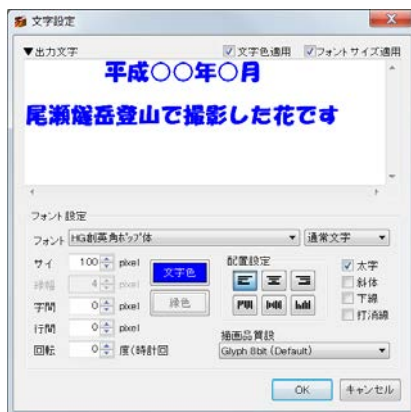 文字設定
▼出力文字 文字色適用 フォントサイズ適用
平成○○年○月
尾瀬燧岳登山で撮影した花です
フォント設定
フォント HG創英角ﾎﾟｯﾌﾟ体 通常文字
サイ 100 pixel 文字色 配置設定 太字
縁幅 4 pixel 斜体
字間 0 pixel 縁色 下線
行間 0 pixel 打消線
回転 0 度(時計回 描画品質設
Glyph 8bit (Default)
OK キャンセル